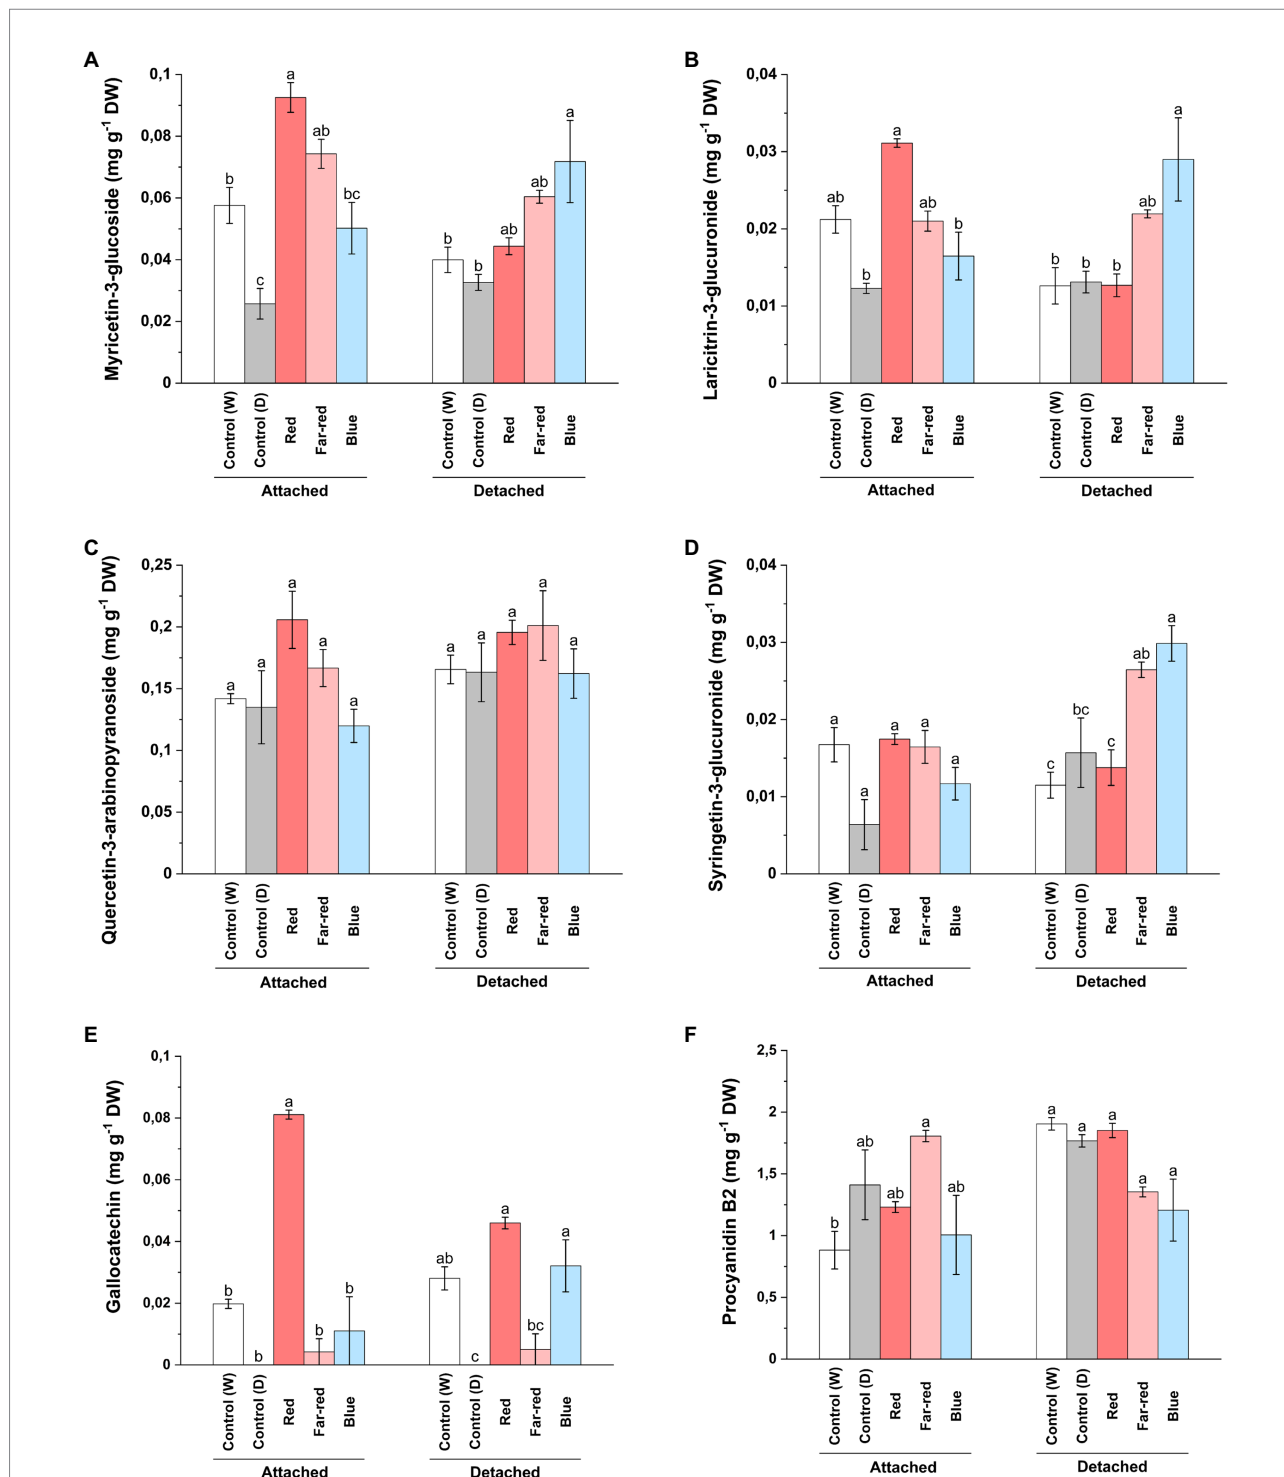 A
Myricetin-3-glucoside (mg g-1 DW)
0,1
0,08
0,06
0,04
0,02
0
b
c
a
ab
bc
b
b
ab
ab
a
Control (W)
Control (D)
Red
Far-red
Blue
Control (W)
Control (D)
Red
Far-red
Blue
Attached
Detached
B
Laricitrin-3-glucuronide (mg g-1 DW)
0,04
0,03
0,02
0,01
0
ab
b
a
ab
b
b
b
b
ab
a
Control (W)
Control (D)
Red
Far-red
Blue
Control (W)
Control (D)
Red
Far-red
Blue
Attached
Detached
C
Quercetin-3-arabinopyranoside (mg g-1 DW)
0,25
0,2
0,15
0,1
0,05
0
a
a
a
a
a
a
a
a
a
a
Control (W)
Control (D)
Red
Far-red
Blue
Control (W)
Control (D)
Red
Far-red
Blue
Attached
Detached
D
Syringetin-3-glucuronide (mg g-1 DW)
0,04
0,03
0,02
0,01
0
a
a
a
a
a
c
bc
c
ab
a
Control (W)
Control (D)
Red
Far-red
Blue
Control (W)
Control (D)
Red
Far-red
Blue
Attached
Detached
E
Gallocatechin (mg g-1 DW)
0,1
0,08
0,06
0,04
0,02
0
b
b
a
b
b
ab
c
a
bc
a
Control (W)
Control (D)
Red
Far-red
Blue
Control (W)
Control (D)
Red
Far-red
Blue
Attached
Detached
F
Procyanidin B2 (mg g-1 DW)
2,5
2
1,5
1
0,5
0
b
ab
ab
a
ab
a
a
a
a
a
Control (W)
Control (D)
Red
Far-red
Blue
Control (W)
Control (D)
Red
Far-red
Blue
Attached
Detached